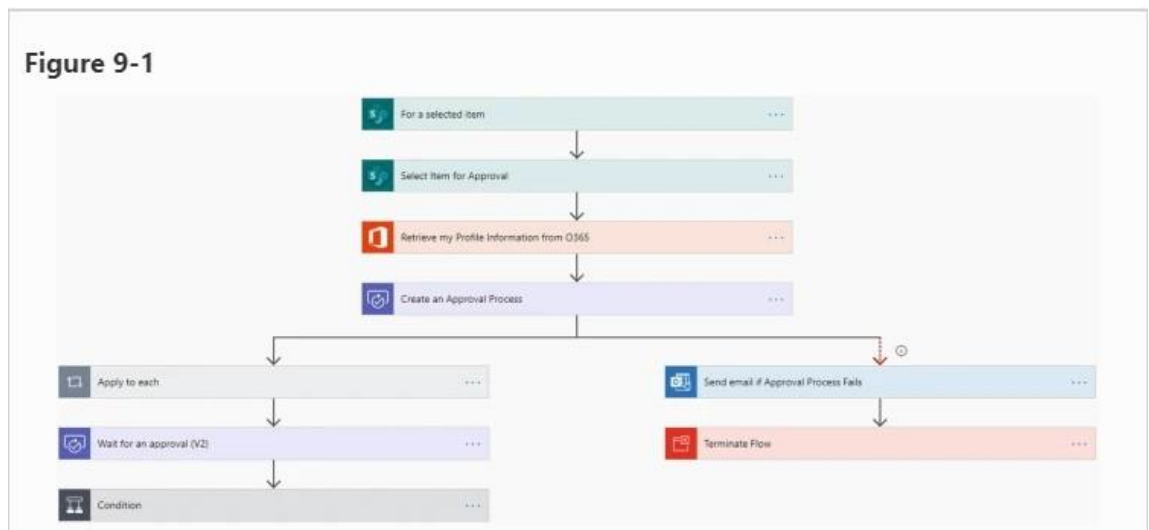 Figure 9-1
For a selected item
Select Item for Approval
Retrieve my Profile Information from O365
Create an Approval Process
Apply to each
Send email if Approval Process Fails
Wait for an approval (V2)
Terminate Flow
Condition